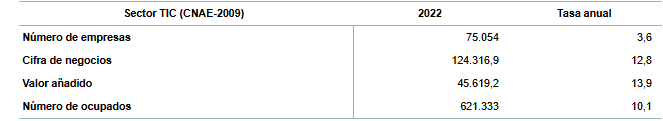 Sector TIC (CNAE-2009) 2022 Tasa anual
Número de empresas 75.054 3,6
Cifra de negocios 124.316,9 12,8
Valor añadido 45.619,2 13,9
Número de ocupados 621.333 10,1